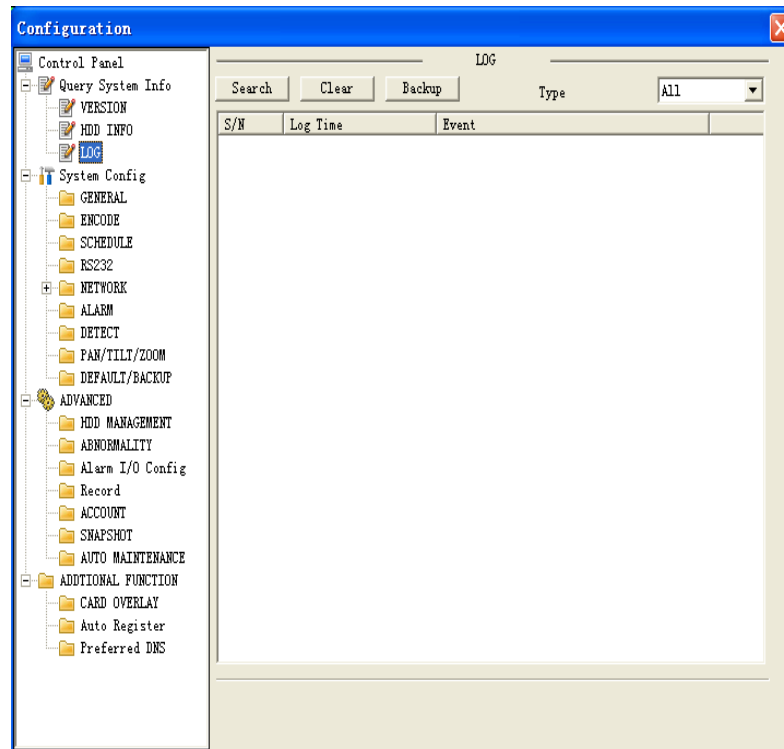 Configuration
Control Panel
Query System Info
VERSION
HDD INFO
LOG
System Config
GENERAL
ENCODE
SCHEDULE
RS232
NETWORK
ALARM
DETECT
PAN/TILT/ZOOM
DEFAULT/BACKUP
ADVANCED
HDD MANAGEMENT
ABNORMALITY
Alarm I/O Config
Record
ACCOUNT
SNAPSHOT
AUTO MAINTENANCE
ADDTIONAL FUNCTION
CARD OVERLAY
Auto Register
Preferred DNS
LOG
Search Clear Backup Type All
S/N Log Time Event